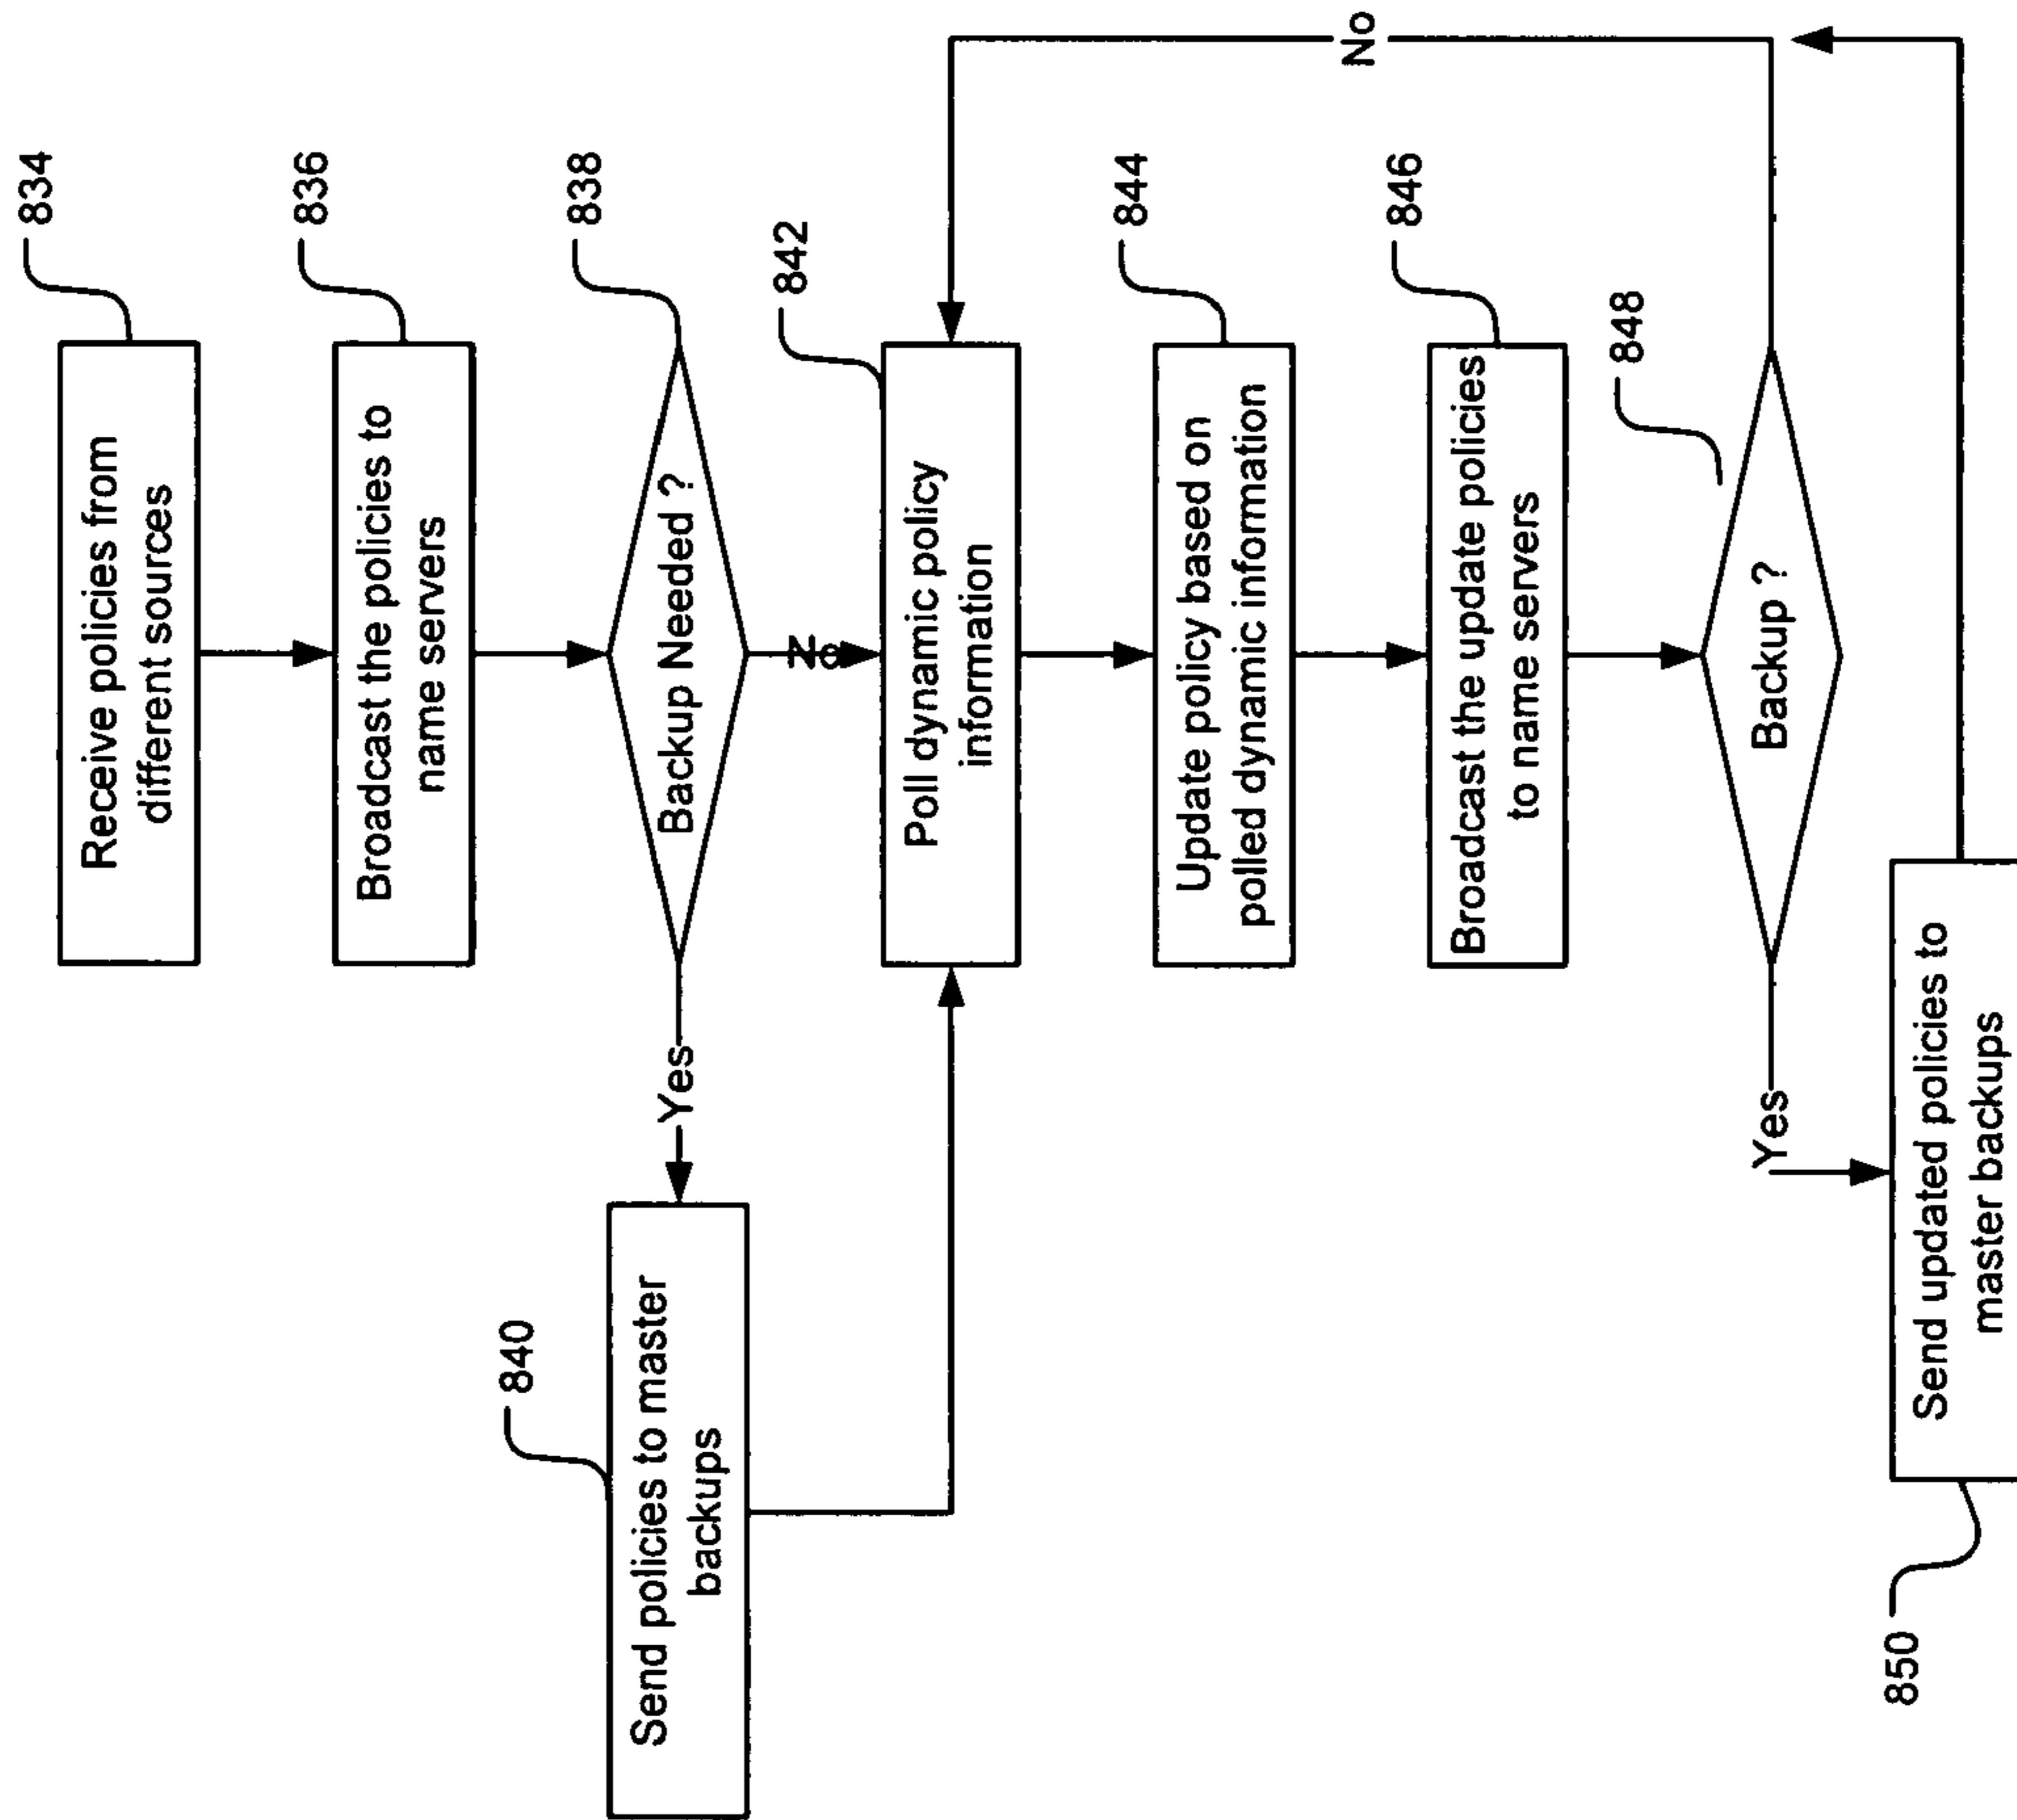 834
Receive policies from
different sources
836
Broadcast the policies to
name servers
838
Backup Needed ?
Yes
No
840
Send policies to master
backups
842
Poll dynamic policy
information
844
Update policy based on
polled dynamic information
846
Broadcast the update policies
to name servers
848
Backup ?
No
Yes
850
Send updated policies to
master backups